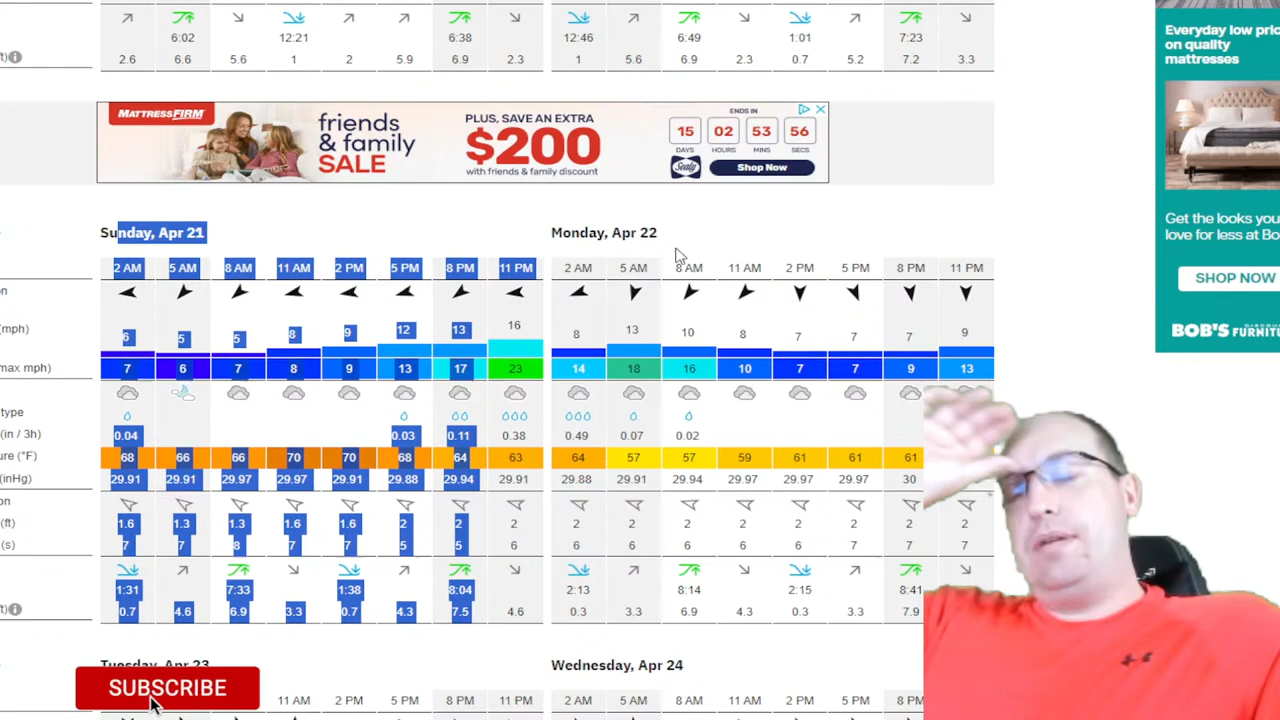 6:02 12:21 6:38 12:46 6:49 1:01 7:23
t) 2.6 6.6 5.6 1 2 5.9 6.9 2.3 1 5.6 6.9 2.3 0.7 5.2 7.2 3.3
MATTRESSFIRM
friends
& family
SALE
PLUS, SAVE AN EXTRA
$200
with friends & family discount
ENDS IN
15 02 53 56
DAYS HOURS MINS SECS
Sealy
Shop Now
Everyday low pric
on quality
mattresses
Get the looks you
love for less at Bo
SHOP NOW
BOB'S DISCOUNT FURNITU
Sunday, Apr 21 Monday, Apr 22
2 AM 5 AM 8 AM 11 AM 2 PM 5 PM 8 PM 11 PM 2 AM 5 AM 8 AM 11 AM 2 PM 5 PM 8 PM 11 PM
on
(mph) 6 5 5 8 9 12 13 16 8 13 10 8 7 7 7 9
max mph) 7 6 7 8 9 13 17 23 14 18 16 10 7 7 9 13
type
(in / 3h) 0.04 0.03 0.11 0.38 0.49 0.07 0.02
ure (°F) 68 66 66 70 70 68 64 63 64 57 57 59 61 61 61
(inHg) 29.91 29.91 29.97 29.97 29.91 29.88 29.94 29.91 29.88 29.91 29.94 29.97 29.97 29.97 30
on
(ft) 1.6 1.3 1.3 1.6 1.6 2 2 2 2 2 2 2 2 2 2 2
(s) 7 7 8 7 7 5 5 6 6 6 6 6 6 7 7 7
1:31 7:33 1:38 8:04 2:13 8:14 2:15 8:41
t) 0.7 4.6 6.9 3.3 0.7 4.3 7.5 4.6 0.3 3.3 6.9 4.3 0.3 3.3 7.9
Tuesday, Apr 23 Wednesday, Apr 24
11 AM 2 PM 5 PM 8 PM 11 PM 2 AM 5 AM 8 AM 11 AM 2 PM 5 PM 8 PM
SUBSCRIBE